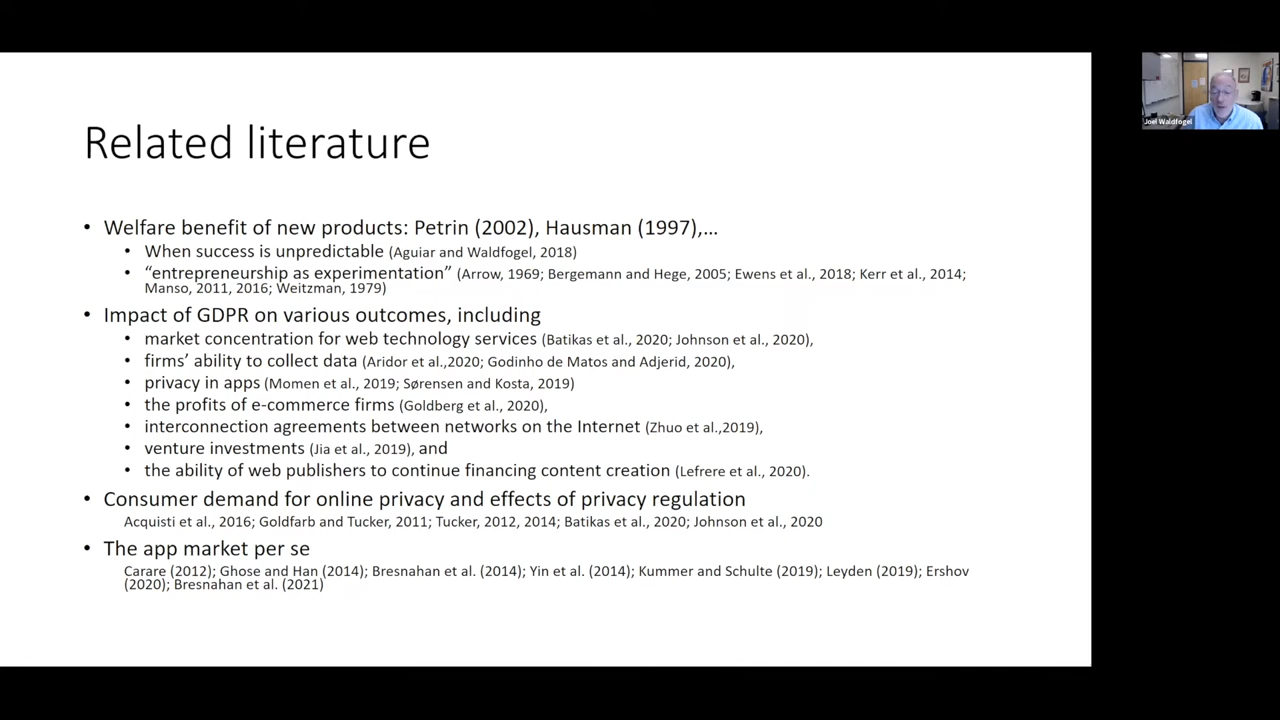 Related literature
• Welfare benefit of new products: Petrin (2002), Hausman (1997),…
• When success is unpredictable (Aguiar and Waldfogel, 2018)
• “entrepreneurship as experimentation” (Arrow, 1969; Bergemann and Hege, 2005; Ewens et al., 2018; Kerr et al., 2014;
Manso, 2011, 2016; Weitzman, 1979)
• Impact of GDPR on various outcomes, including
• market concentration for web technology services (Batikas et al., 2020; Johnson et al., 2020),
• firms’ ability to collect data (Aridor et al.,2020; Godinho de Matos and Adjerid, 2020),
• privacy in apps (Momen et al., 2019; Sørensen and Kosta, 2019)
• the profits of e-commerce firms (Goldberg et al., 2020),
• interconnection agreements between networks on the Internet (Zhuo et al.,2019),
• venture investments (Jia et al., 2019), and
• the ability of web publishers to continue financing content creation (Lefrere et al., 2020).
• Consumer demand for online privacy and effects of privacy regulation
Acquisti et al., 2016; Goldfarb and Tucker, 2011; Tucker, 2012, 2014; Batikas et al., 2020; Johnson et al., 2020
• The app market per se
Carare (2012); Ghose and Han (2014); Bresnahan et al. (2014); Yin et al. (2014); Kummer and Schulte (2019); Leyden (2019); Ershov
(2020); Bresnahan et al. (2021)
Joel Waldfogel